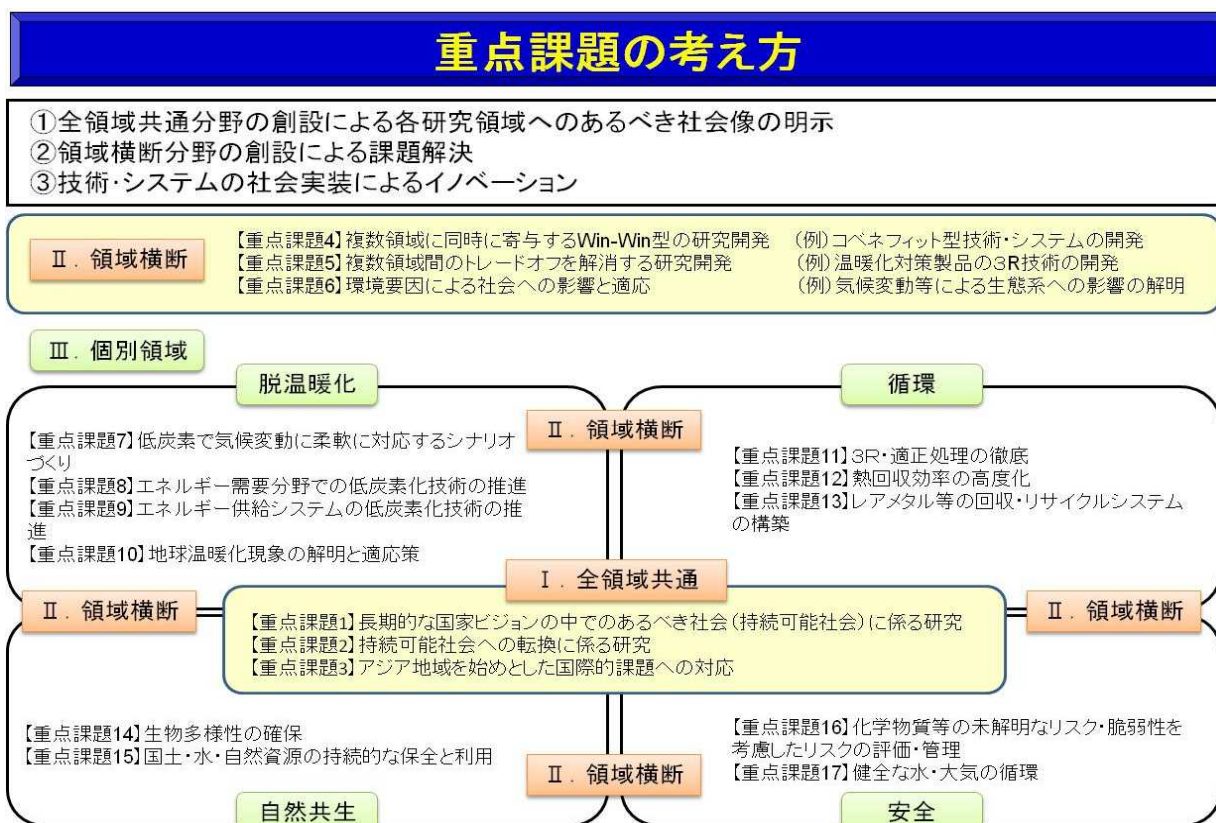 重点課題の考え方
①全領域共通分野の創設による各研究領域へのあるべき社会像の明示
②領域横断分野の創設による課題解決
③技術・システムの社会実装によるイノベーション
Ⅱ．領域横断
【重点課題4】複数領域に同時に寄与するWin-Win型の研究開発 （例）コベネフィット型技術・システムの開発
【重点課題5】複数領域間のトレードオフを解消する研究開発 （例）温暖化対策製品の３R技術の開発
【重点課題6】環境要因による社会への影響と適応 （例）気候変動等による生態系への影響の解明
Ⅲ．個別領域
脱温暖化
【重点課題7】低炭素で気候変動に柔軟に対応するシナリオ
づくり
【重点課題8】エネルギー需要分野での低炭素化技術の推進
【重点課題9】エネルギー供給システムの低炭素化技術の推
進
【重点課題10】地球温暖化現象の解明と適応策
Ⅱ．領域横断
循環
【重点課題11】３Ｒ・適正処理の徹底
【重点課題12】熱回収効率の高度化
【重点課題13】レアメタル等の回収・リサイクルシステム
の構築
Ⅰ．全領域共通
Ⅱ．領域横断
【重点課題1】長期的な国家ビジョンの中でのあるべき社会（持続可能社会）に係る研究
【重点課題2】持続可能社会への転換に係る研究
【重点課題3】アジア地域を始めとした国際的課題への対応
Ⅱ．領域横断
【重点課題14】生物多様性の確保
【重点課題15】国土・水・自然資源の持続的な保全と利用
自然共生
Ⅱ．領域横断
【重点課題16】化学物質等の未解明なリスク・脆弱性を
考慮したリスクの評価・管理
【重点課題17】健全な水・大気の循環
安全